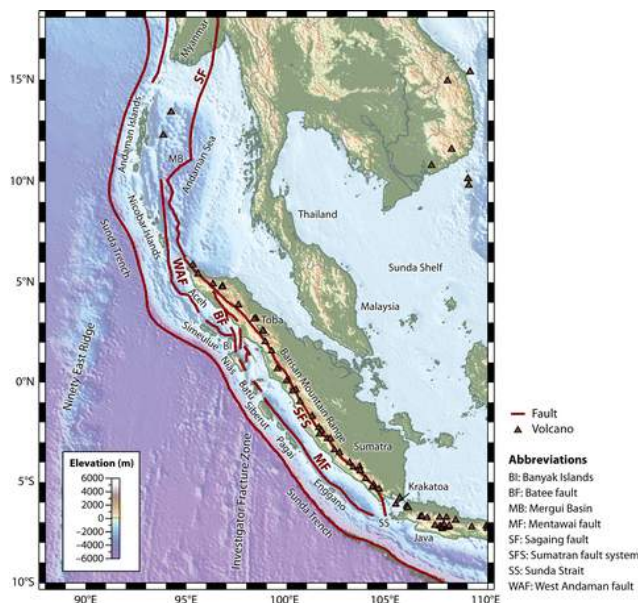 15°N
10°N
5°N
0°N
5°S
10°S
90°E
95°E
100°E
105°E
110°E
Myanmar
SF
Andaman Islands
MB
Andaman Sea
Nicobar Islands
Thailand
Sunda Trench
Sunda Shelf
WAF
Aceh
BF
Toba
Malaysia
Simeulue
BI
Nias
Ninety East Ridge
Barisan Mountain Range
Batu
Siberut
SFS
Sumatra
Pagai
MF
Investigator Fracture Zone
Enggano
Krakatoa
Sunda Trench
SS
Java
Elevation (m)
6000
4000
2000
0
−2000
−4000
−6000
Fault
Volcano
Abbreviations
BI: Banyak Islands
BF: Batee fault
MB: Mergui Basin
MF: Mentawai fault
SF: Sagaing fault
SFS: Sumatran fault system
SS: Sunda Strait
WAF: West Andaman fault